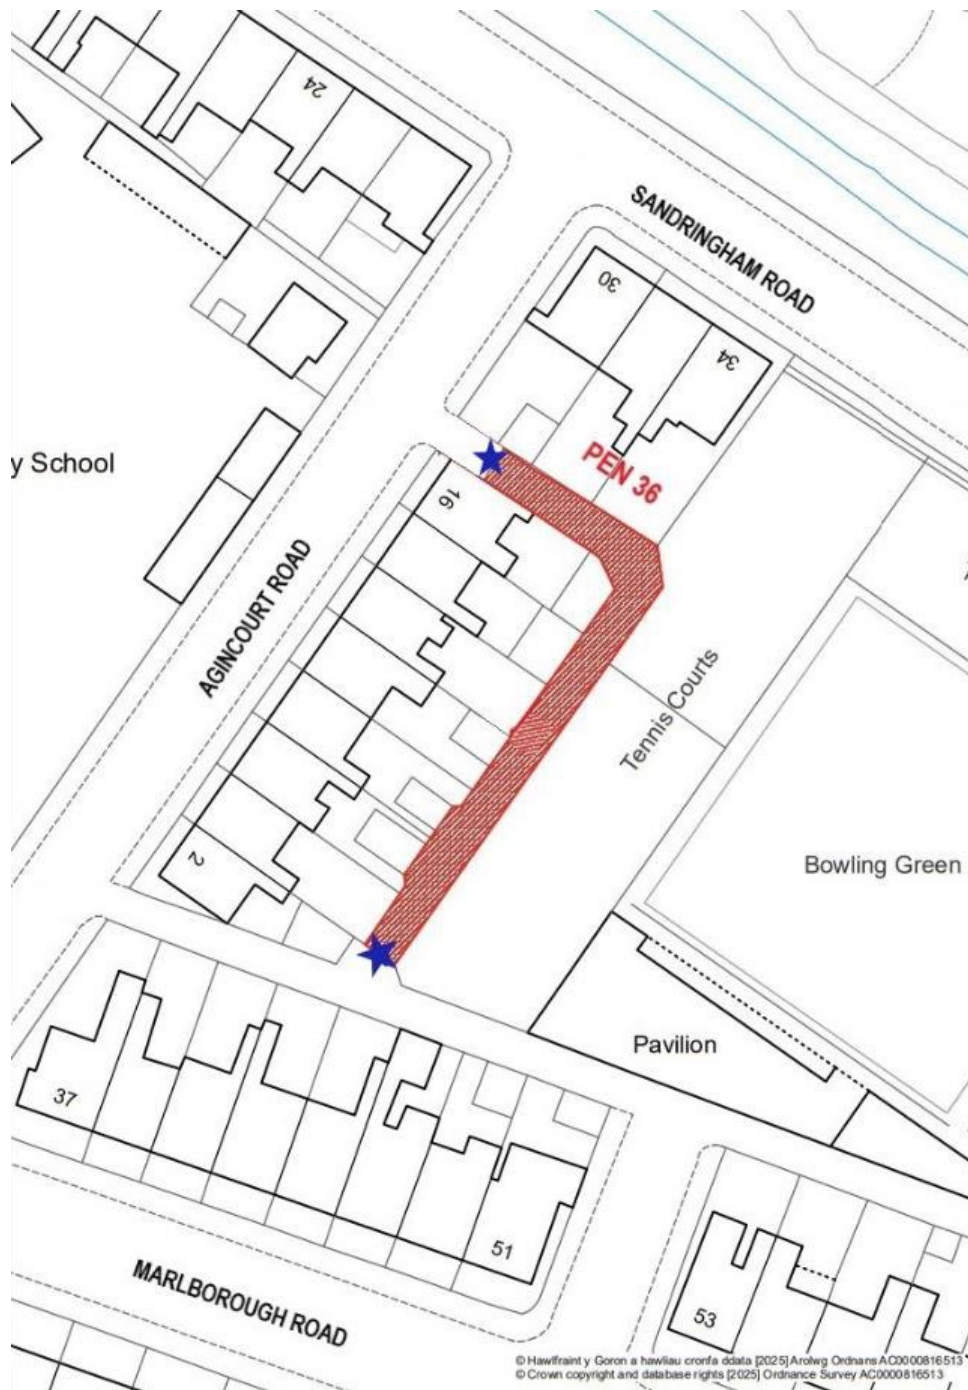 24
SANDRINGHAM ROAD
30
34
y School
PEN 36
16
AGINCOURT ROAD
Tennis Courts
2
Bowling Green
Pavilion
37
51
53
MARLBOROUGH ROAD
© Hawlfraint y Goron a hawliau cronfa ddata [2025] Arolwg Ordnans AC0000816513
© Crown copyright and database rights [2025] Ordnance Survey AC0000816513